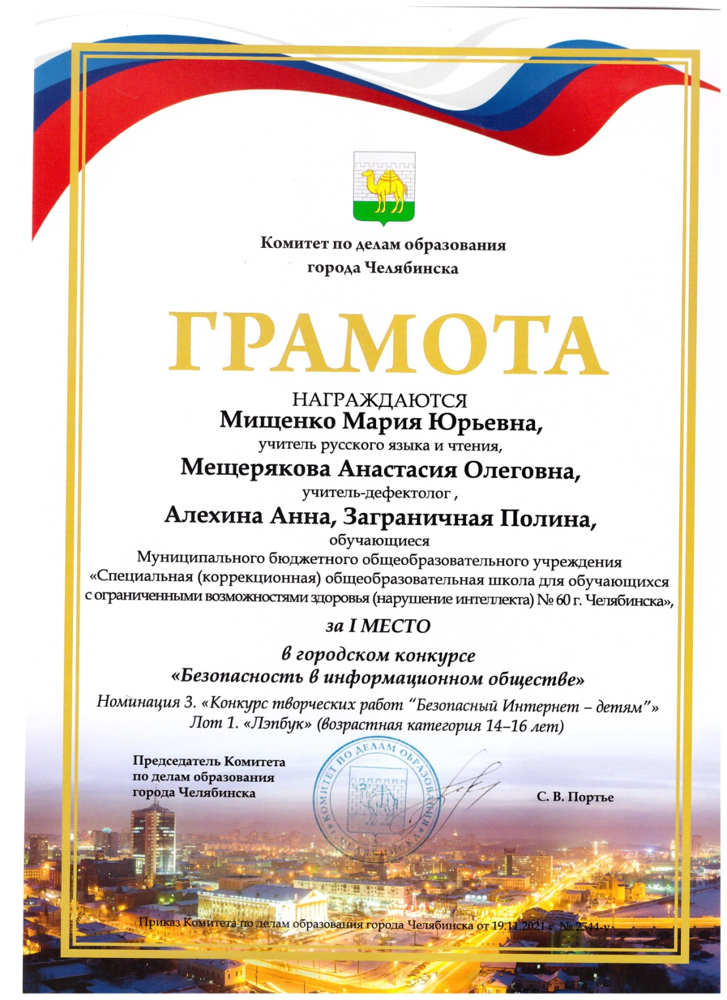 Комитет по делам образования
города Челябинска
ГРАМОТА
НАГРАЖДАЮТСЯ
Мищенко Мария Юрьевна,
учитель русского языка и чтения,
Мещерякова Анастасия Олеговна,
учитель-дефектолог ,
Алехина Анна, Заграничная Полина,
обучающиеся
Муниципального бюджетного общеобразовательного учреждения
«Специальная (коррекционная) общеобразовательная школа для обучающихся
с ограниченными возможностями здоровья (нарушение интеллекта) № 60 г. Челябинска»,
за I МЕСТО
в городском конкурсе
«Безопасность в информационном обществе»
Номинация 3. «Конкурс творческих работ “Безопасный Интернет – детям”»
Лот 1. «Лэпбук» (возрастная категория 14–16 лет)
Председатель Комитета
по делам образования
города Челябинска
КОМИТЕТ ПО ДЕЛАМ ОБРАЗОВАНИЯ
г. ЧЕЛЯБИНСКА
С. В. Портье
Приказ Комитета по делам образования города Челябинска от 19.11.2021 г. № 2544-у